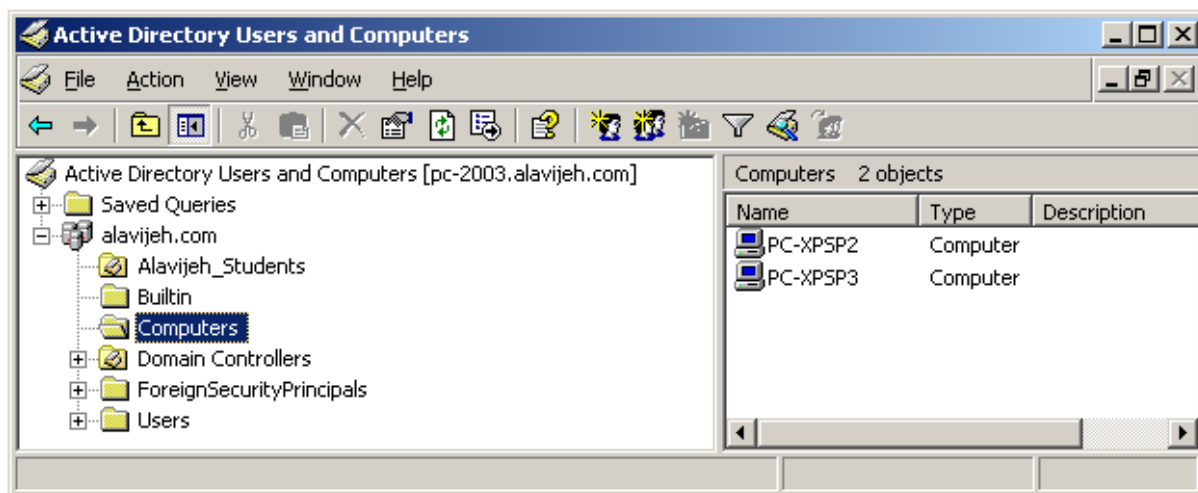 Active Directory Users and Computers
File Action View Window Help
Active Directory Users and Computers [pc-2003.alavijeh.com]
Saved Queries
alavijeh.com
Alavijeh_Students
Builtin
Computers
Domain Controllers
ForeignSecurityPrincipals
Users
Computers 2 objects
Name Type Description
PC-XPSP2 Computer
PC-XPSP3 Computer